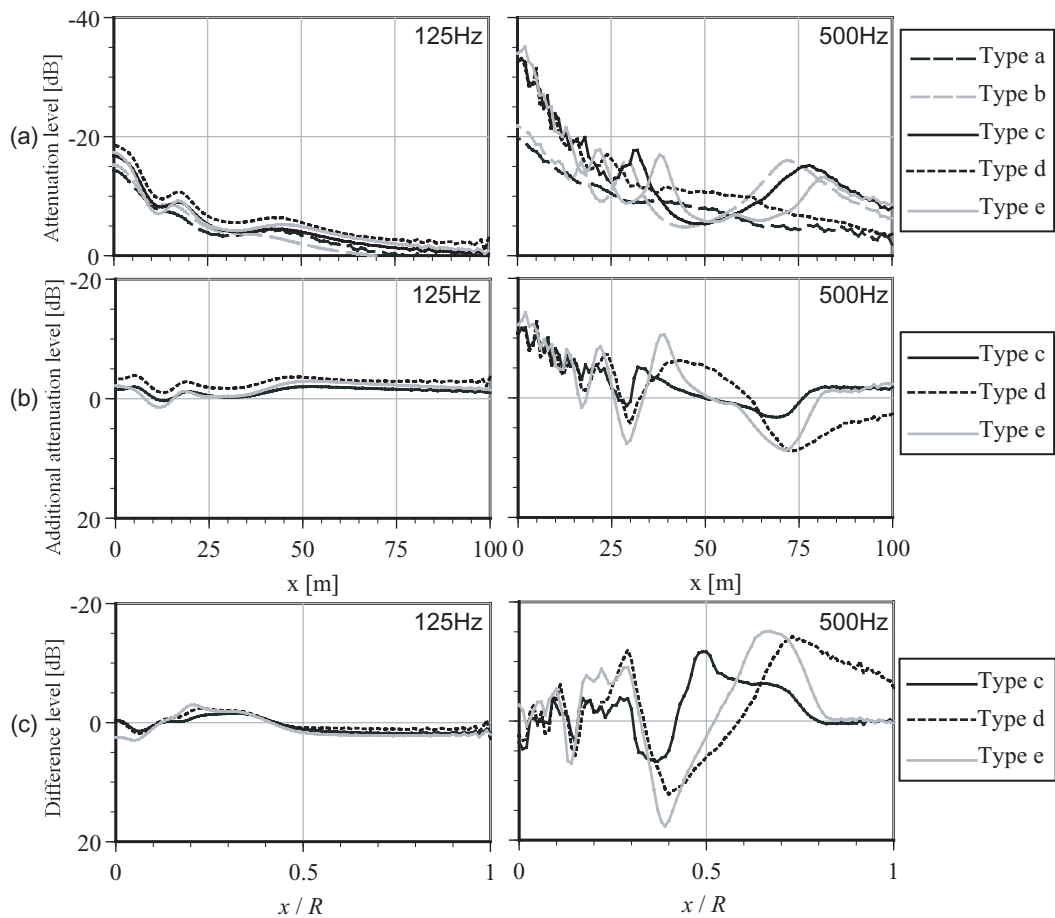 (a)
Attenuation level [dB]
-40
-20
0
125Hz
500Hz
Type a
Type b
Type c
Type d
Type e
(b)
Additional attenuation level [dB]
-20
0
20
125Hz
500Hz
0 25 50 75 100
x [m]
0 25 50 75 100
x [m]
Type c
Type d
Type e
(c)
Difference level [dB]
-20
0
20
125Hz
500Hz
0 0.5 1
x / R
0 0.5 1
x / R
Type c
Type d
Type e